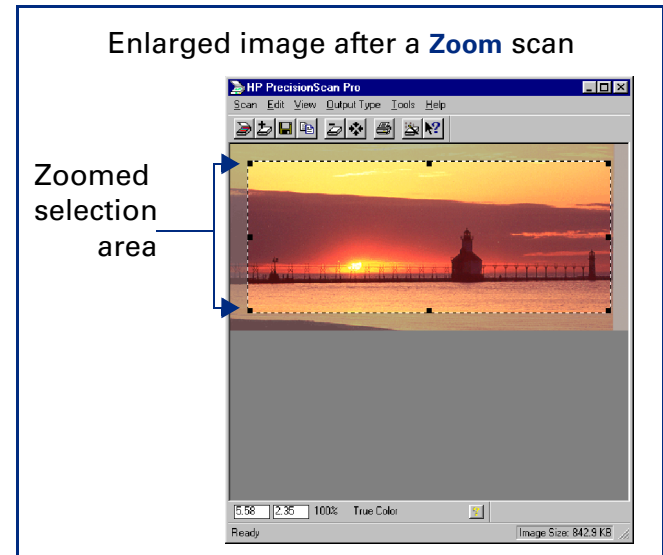 Enlarged image after a Zoom scan
HP PrecisionScan Pro
Scan Edit View Output Type Tools Help
Zoomed
selection
area
5.58 2.35 100% True Color
Ready Image Size: 842.9 KB